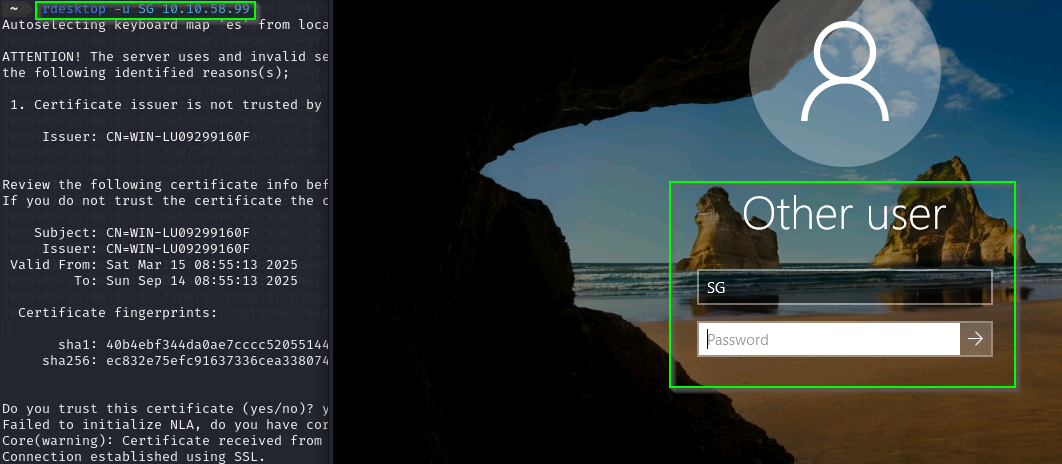 ~ rdesktop -u SG 10.10.58.99
Autoselecting keyboard map 'es' from loca
ATTENTION! The server uses and invalid se
the following identified reasons(s);
1. Certificate issuer is not trusted by
Issuer: CN=WIN-LU09299160F
Review the following certificate info bef
If you do not trust the certificate the c
Subject: CN=WIN-LU09299160F
Issuer: CN=WIN-LU09299160F
Valid From: Sat Mar 15 08:55:13 2025
To: Sun Sep 14 08:55:13 2025
Certificate fingerprints:
sha1: 40b4ebf344da0ae7cccc52055144
sha256: ec832e75efc91637336cea338074
Do you trust this certificate (yes/no)? y
Failed to initialize NLA, do you have cor
Core(warning): Certificate received from
Connection established using SSL.
Other user
SG
Password